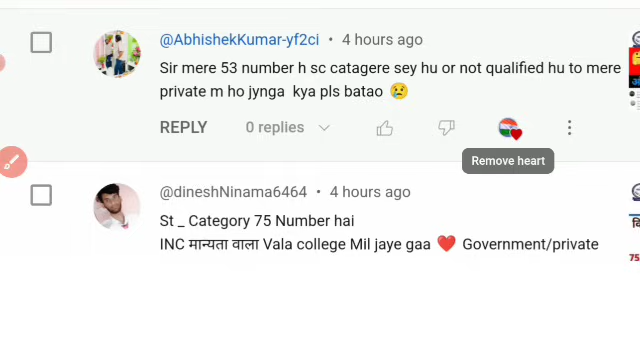 @AbhishekKumar-yf2ci • 4 hours ago
Sir mere 53 number h sc catagere sey hu or not qualified hu to mere
private m ho jynga kya pls batao 😢
REPLY 0 replies
Remove heart
@dineshNinama6464 • 4 hours ago
St _ Category 75 Number hai
INC मान्यता वाला Vala college Mil jaye gaa ❤️ Government/private